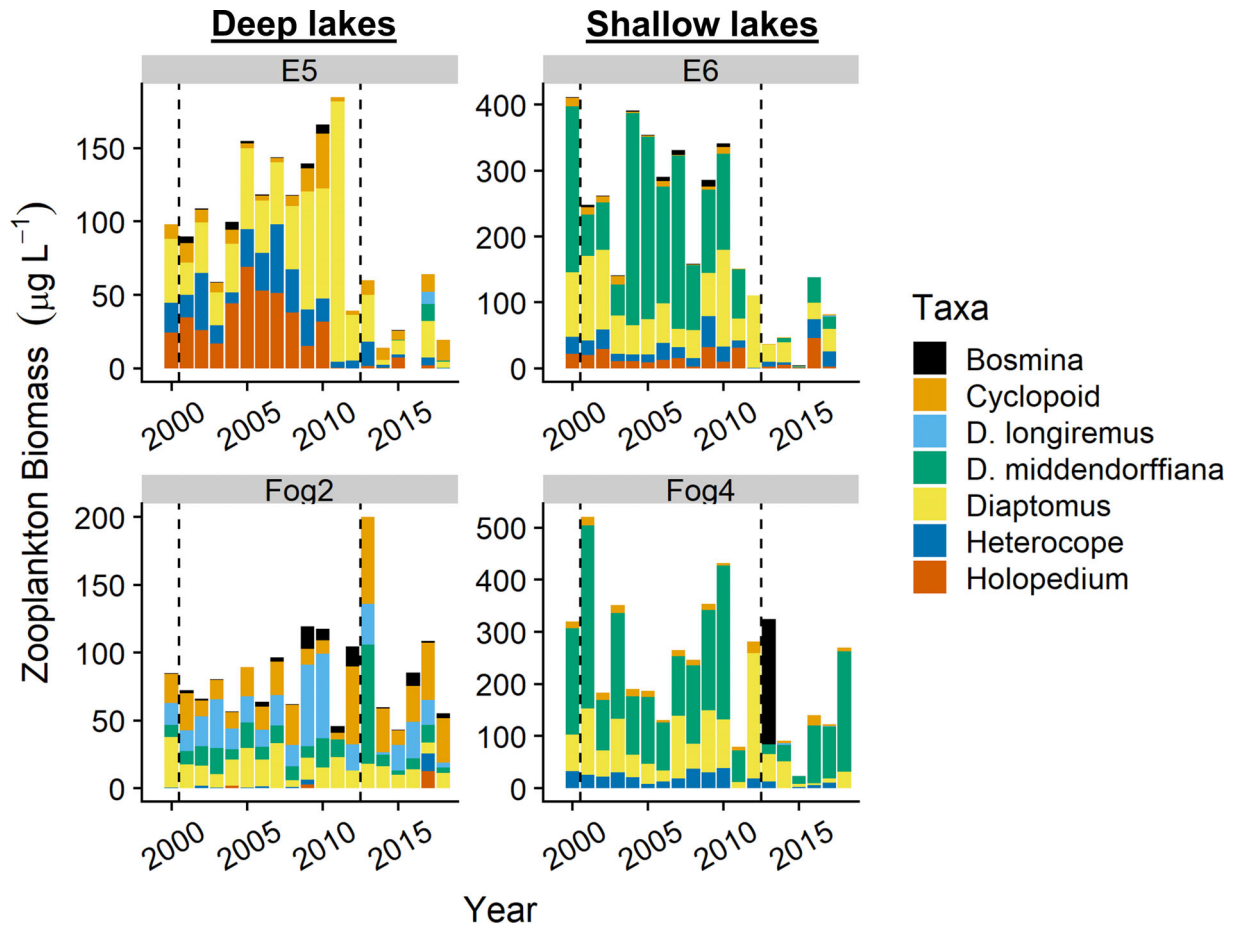 Deep lakes
Shallow lakes
E5
E6
150
100
50
0
400
300
200
100
0
2000 2005 2010 2015
2000 2005 2010 2015
Fog2
Fog4
200
150
100
50
0
500
400
300
200
100
0
2000 2005 2010 2015
2000 2005 2010 2015
Zooplankton Biomass (μg L⁻¹)
Year
Taxa
Bosmina
Cyclopoid
D. longiremus
D. middendorffiana
Diaptomus
Heterocope
Holopedium